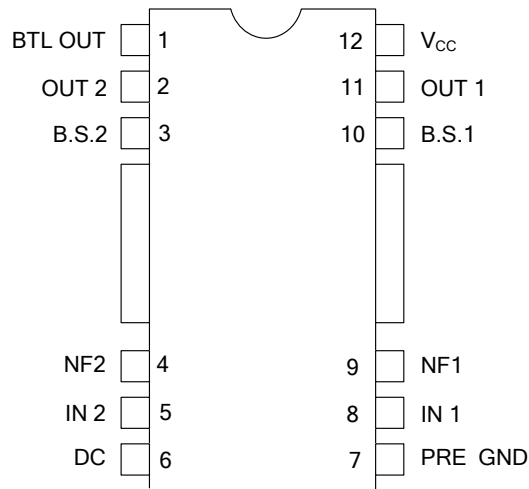 BTL OUT 1 12 V_CC
OUT 2 2 11 OUT 1
B.S.2 3 10 B.S.1
NF2 4 9 NF1
IN 2 5 8 IN 1
DC 6 7 PRE GND